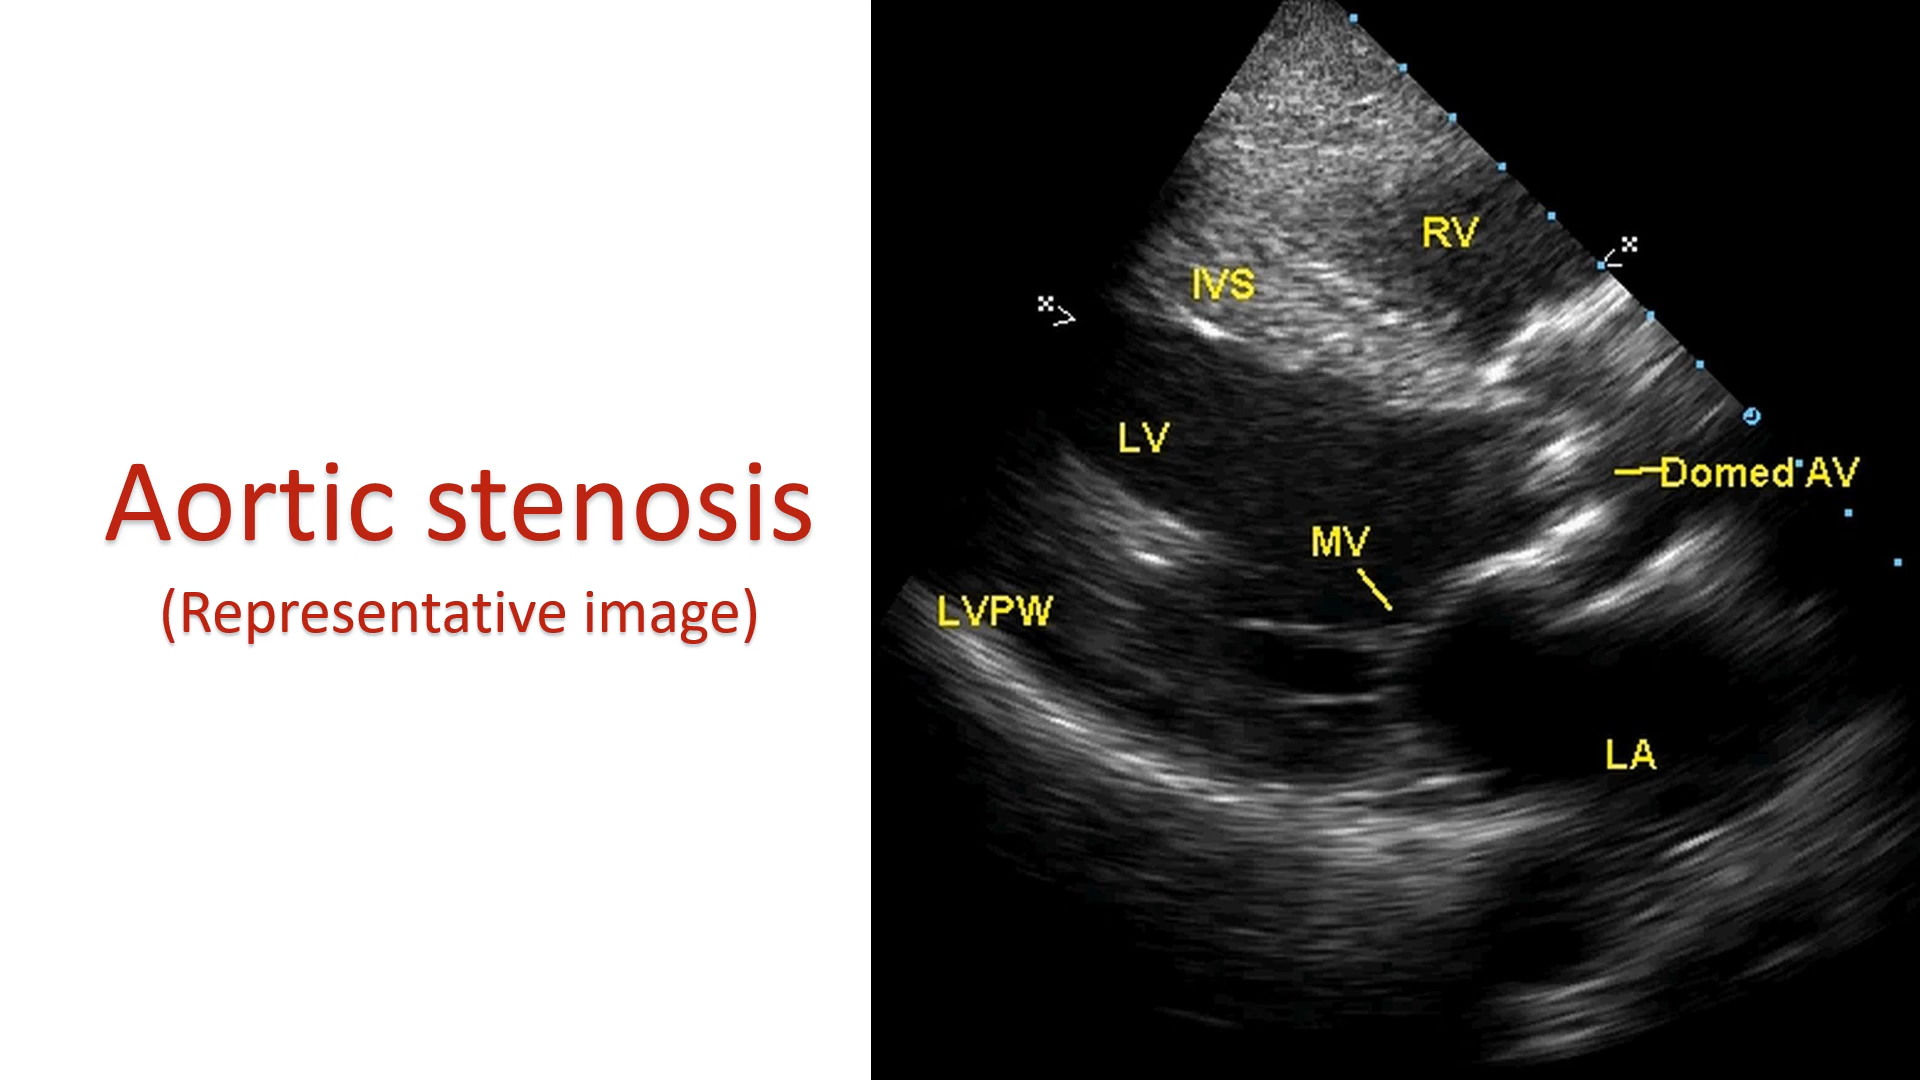 Aortic stenosis
(Representative image)
RV
IVS
LV
Domed AV
MV
LVPW
LA